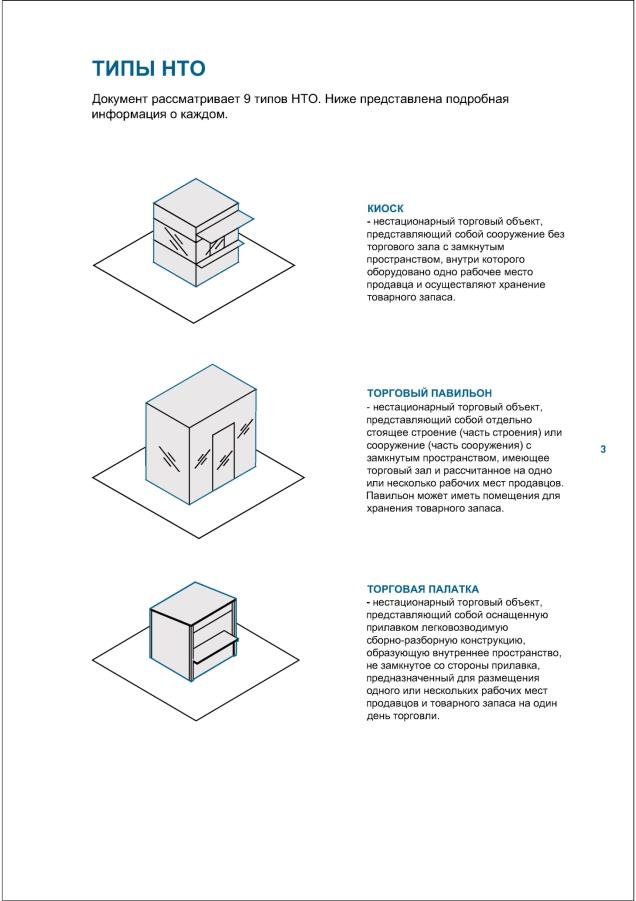 ТИПЫ НТО
Документ рассматривает 9 типов НТО. Ниже представлена подробная
информация о каждом.
КИОСК
- нестационарный торговый объект,
представляющий собой сооружение без
торгового зала с замкнутым
пространством, внутри которого
оборудовано одно рабочее место
продавца и осуществляют хранение
товарного запаса.
ТОРГОВЫЙ ПАВИЛЬОН
- нестационарный торговый объект,
представляющий собой отдельно
стоящее строение (часть строения) или
сооружение (часть сооружения) с
замкнутым пространством, имеющее
торговый зал и рассчитанное на одно
или несколько рабочих мест продавцов.
Павильон может иметь помещения для
хранения товарного запаса.
3
ТОРГОВАЯ ПАЛАТКА
- нестационарный торговый объект,
представляющий собой оснащенную
прилавком легковозводимую
сборно-разборную конструкцию,
образующую внутреннее пространство,
не замкнутое со стороны прилавка,
предназначенный для размещения
одного или нескольких рабочих мест
продавцов и товарного запаса на один
день торговли.